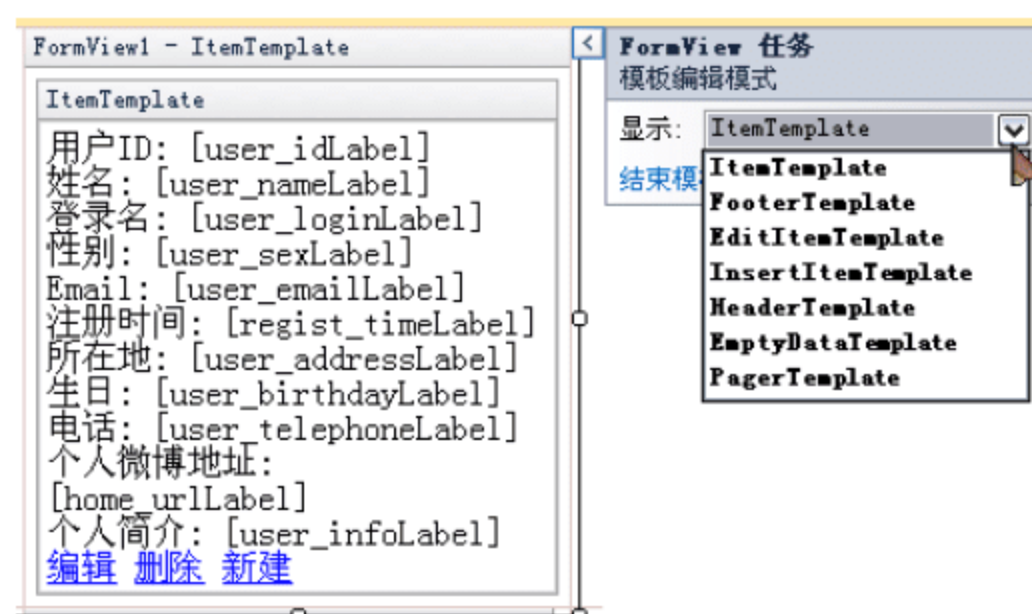 FormView1 - ItemTemplate
ItemTemplate
用户ID: [user_idLabel]
姓名: [user_nameLabel]
登录名: [user_loginLabel]
性别: [user_sexLabel]
Email: [user_emailLabel]
注册时间: [regist_timeLabel]
所在地: [user_addressLabel]
生日: [user_birthdayLabel]
电话: [user_telephoneLabel]
个人微博地址:
[home_urlLabel]
个人简介: [user_infoLabel]
编辑 删除 新建
FormView 任务
模板编辑模式
显示: ItemTemplate
结束模
ItemTemplate
FooterTemplate
EditItemTemplate
InsertItemTemplate
HeaderTemplate
EmptyDataTemplate
PagerTemplate